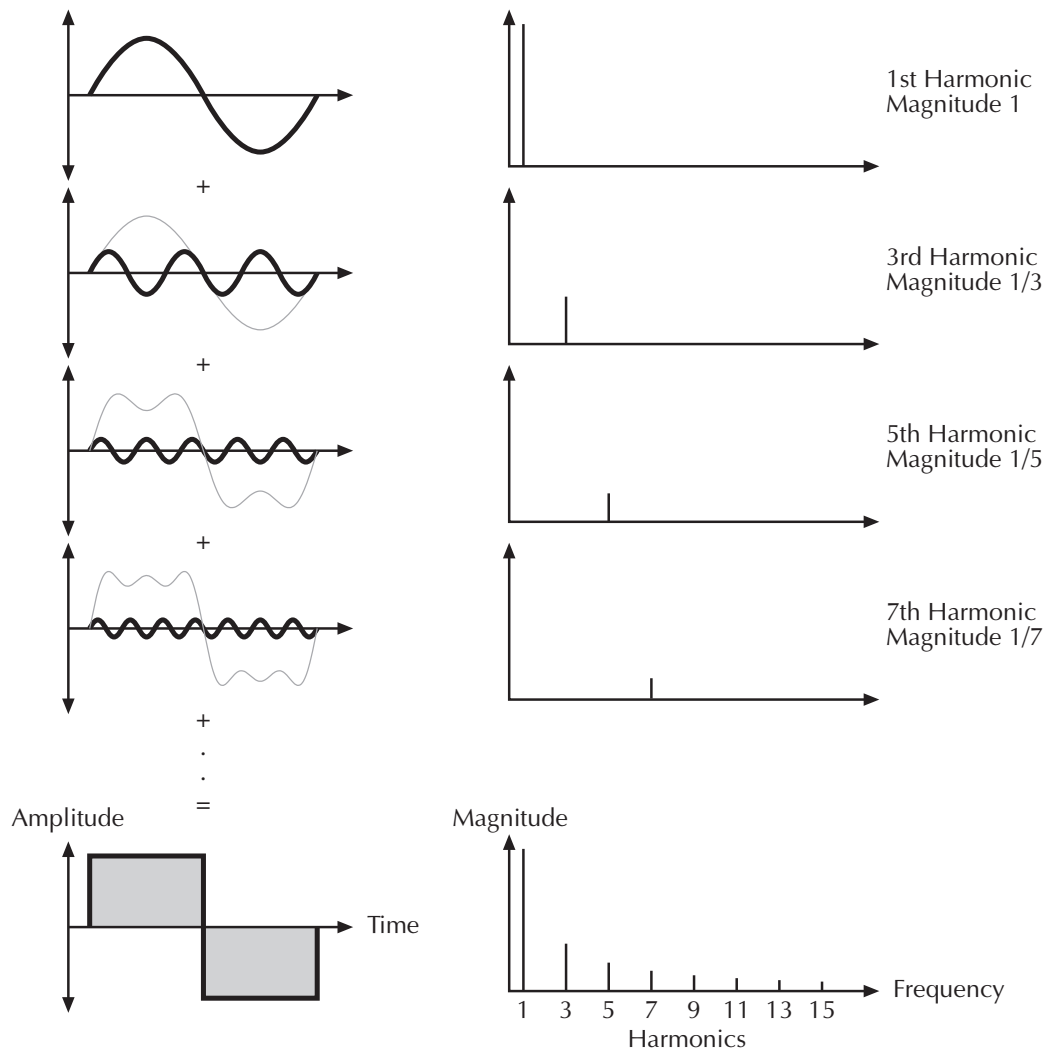 1st Harmonic
Magnitude 1
+
3rd Harmonic
Magnitude 1/3
+
5th Harmonic
Magnitude 1/5
+
7th Harmonic
Magnitude 1/7
+
.
.
=
Amplitude
Time
Magnitude
Frequency
1 3 5 7 9 11 13 15
Harmonics